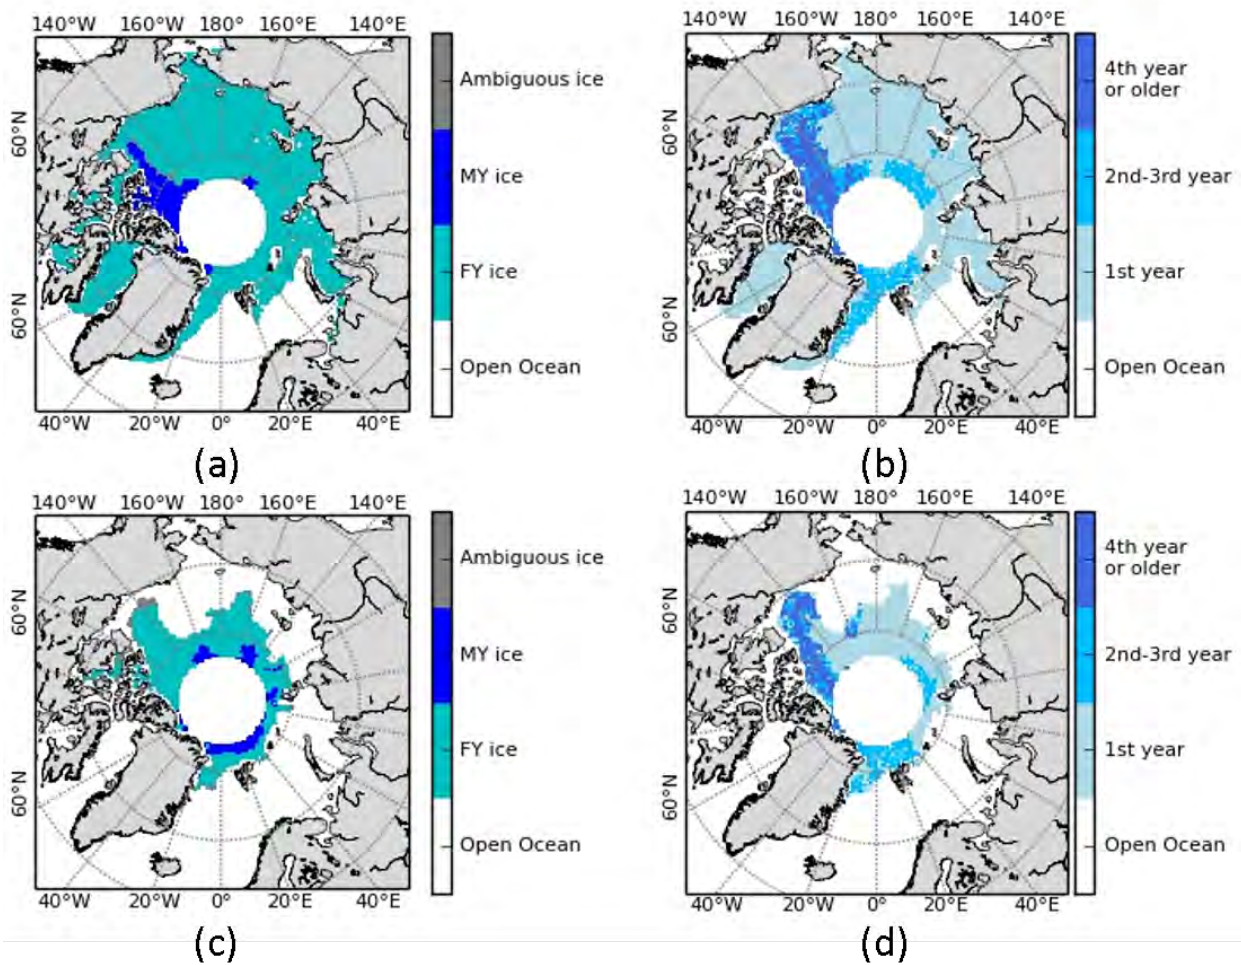 140°W 160°W 180° 160°E 140°E
60°N
60°N
40°W 20°W 0° 20°E 40°E
Ambiguous ice
MY ice
FY ice
Open Ocean
(a)
140°W 160°W 180° 160°E 140°E
60°N
60°N
40°W 20°W 0° 20°E 40°E
4th year
or older
2nd-3rd year
1st year
Open Ocean
(b)
140°W 160°W 180° 160°E 140°E
60°N
60°N
40°W 20°W 0° 20°E 40°E
Ambiguous ice
MY ice
FY ice
Open Ocean
(c)
140°W 160°W 180° 160°E 140°E
60°N
60°N
40°W 20°W 0° 20°E 40°E
4th year
or older
2nd-3rd year
1st year
Open Ocean
(d)